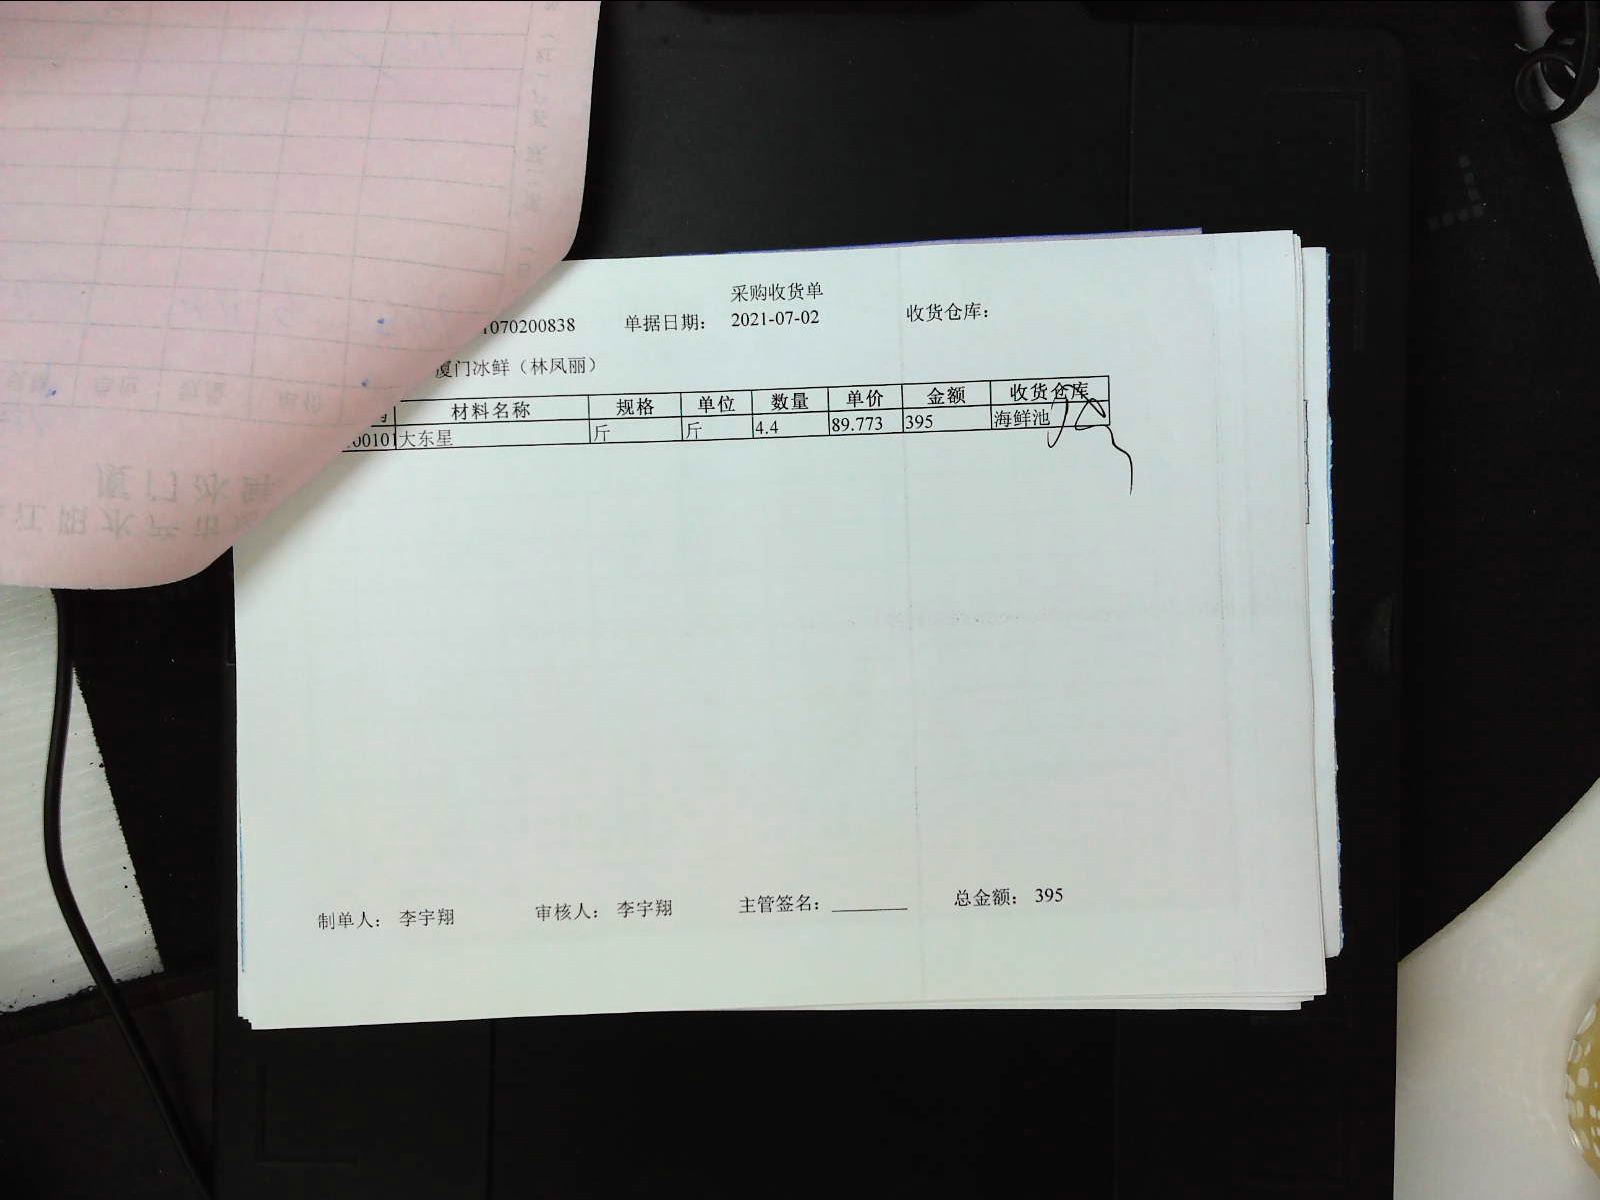 采购收货单
1070200838 单据日期： 2021-07-02 收货仓库：
厦门冰鲜（林凤丽）
材料名称 规格 单位 数量 单价 金额 收货仓库
00101 大东星 斤 斤 4.4 89.773 395 海鲜池
制单人： 李宇翔 审核人： 李宇翔 主管签名： 总金额： 395